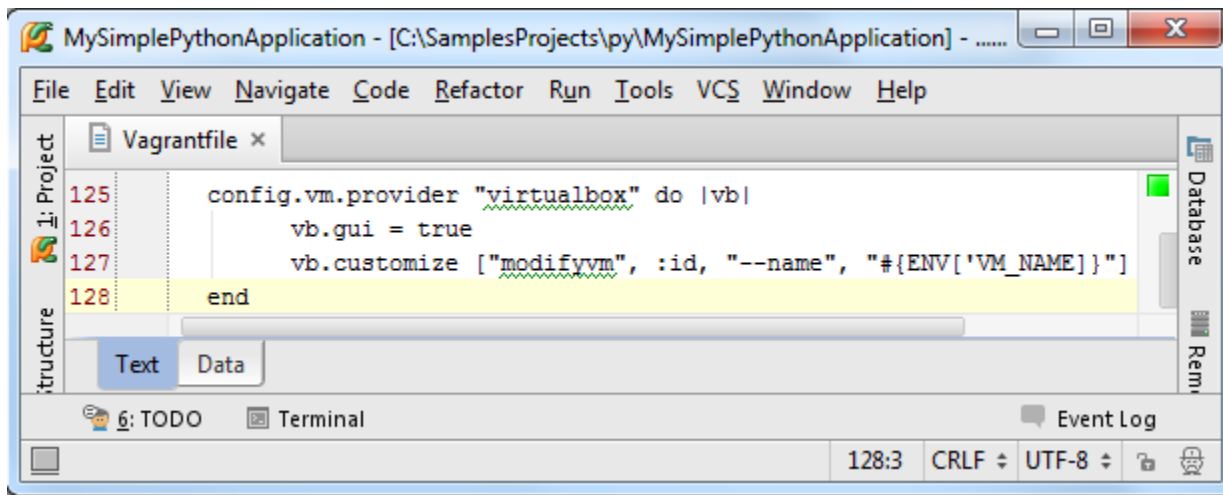 MySimplePythonApplication - [C:\SamplesProjects\py\MySimplePythonApplication] - ......
File Edit View Navigate Code Refactor Run Tools VCS Window Help
Vagrantfile
1: Project
Database
125 config.vm.provider "virtualbox" do |vb|
126 vb.gui = true
127 vb.customize ["modifyvm", :id, "--name", "#{ENV['VM_NAME]}"]
128 end
Text Data
6: TODO Terminal Event Log
128:3 CRLF UTF-8